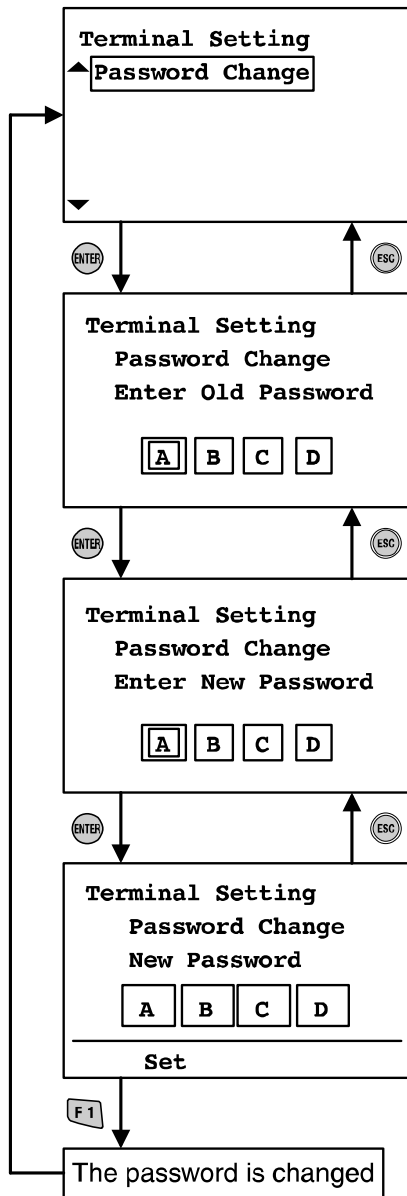 Terminal Setting
Password Change
ENTER ESC
Terminal Setting
Password Change
Enter Old Password
A B C D
ENTER ESC
Terminal Setting
Password Change
Enter New Password
A B C D
ENTER ESC
Terminal Setting
Password Change
New Password
A B C D
Set
F 1
The password is changed